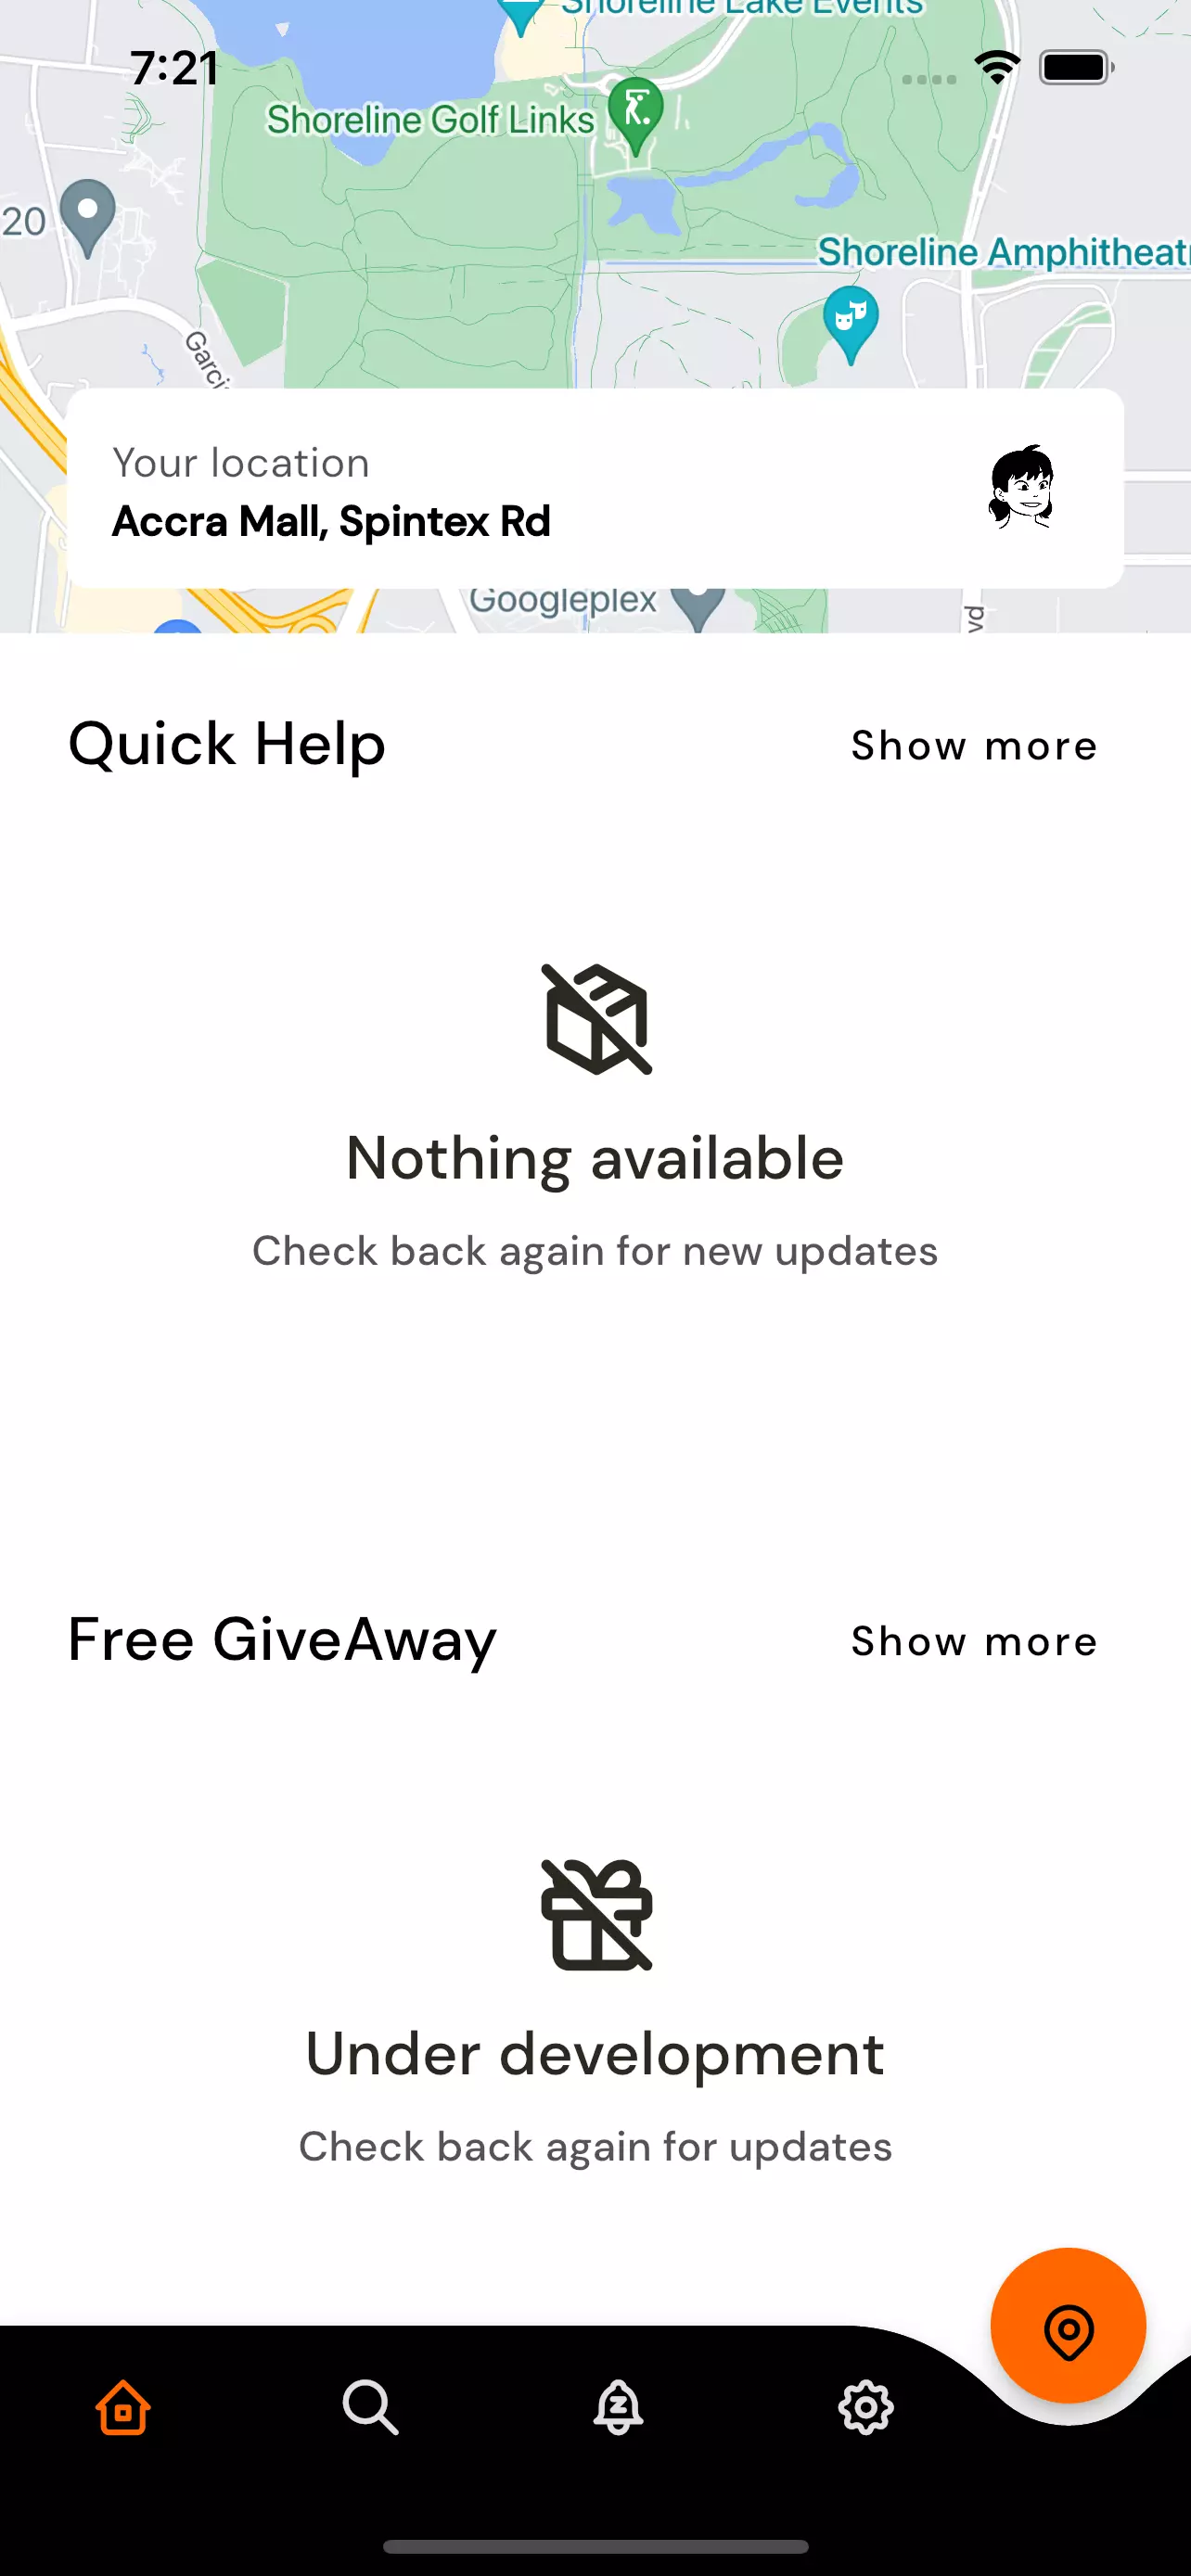 Shoreline Lake Events
7:21
Shoreline Golf Links
20
Shoreline Amphitheatr
Garci
Your location
Accra Mall, Spintex Rd
Googleplex
vd
Quick Help
Show more
Nothing available
Check back again for new updates
Free GiveAway
Show more
Under development
Check back again for updates